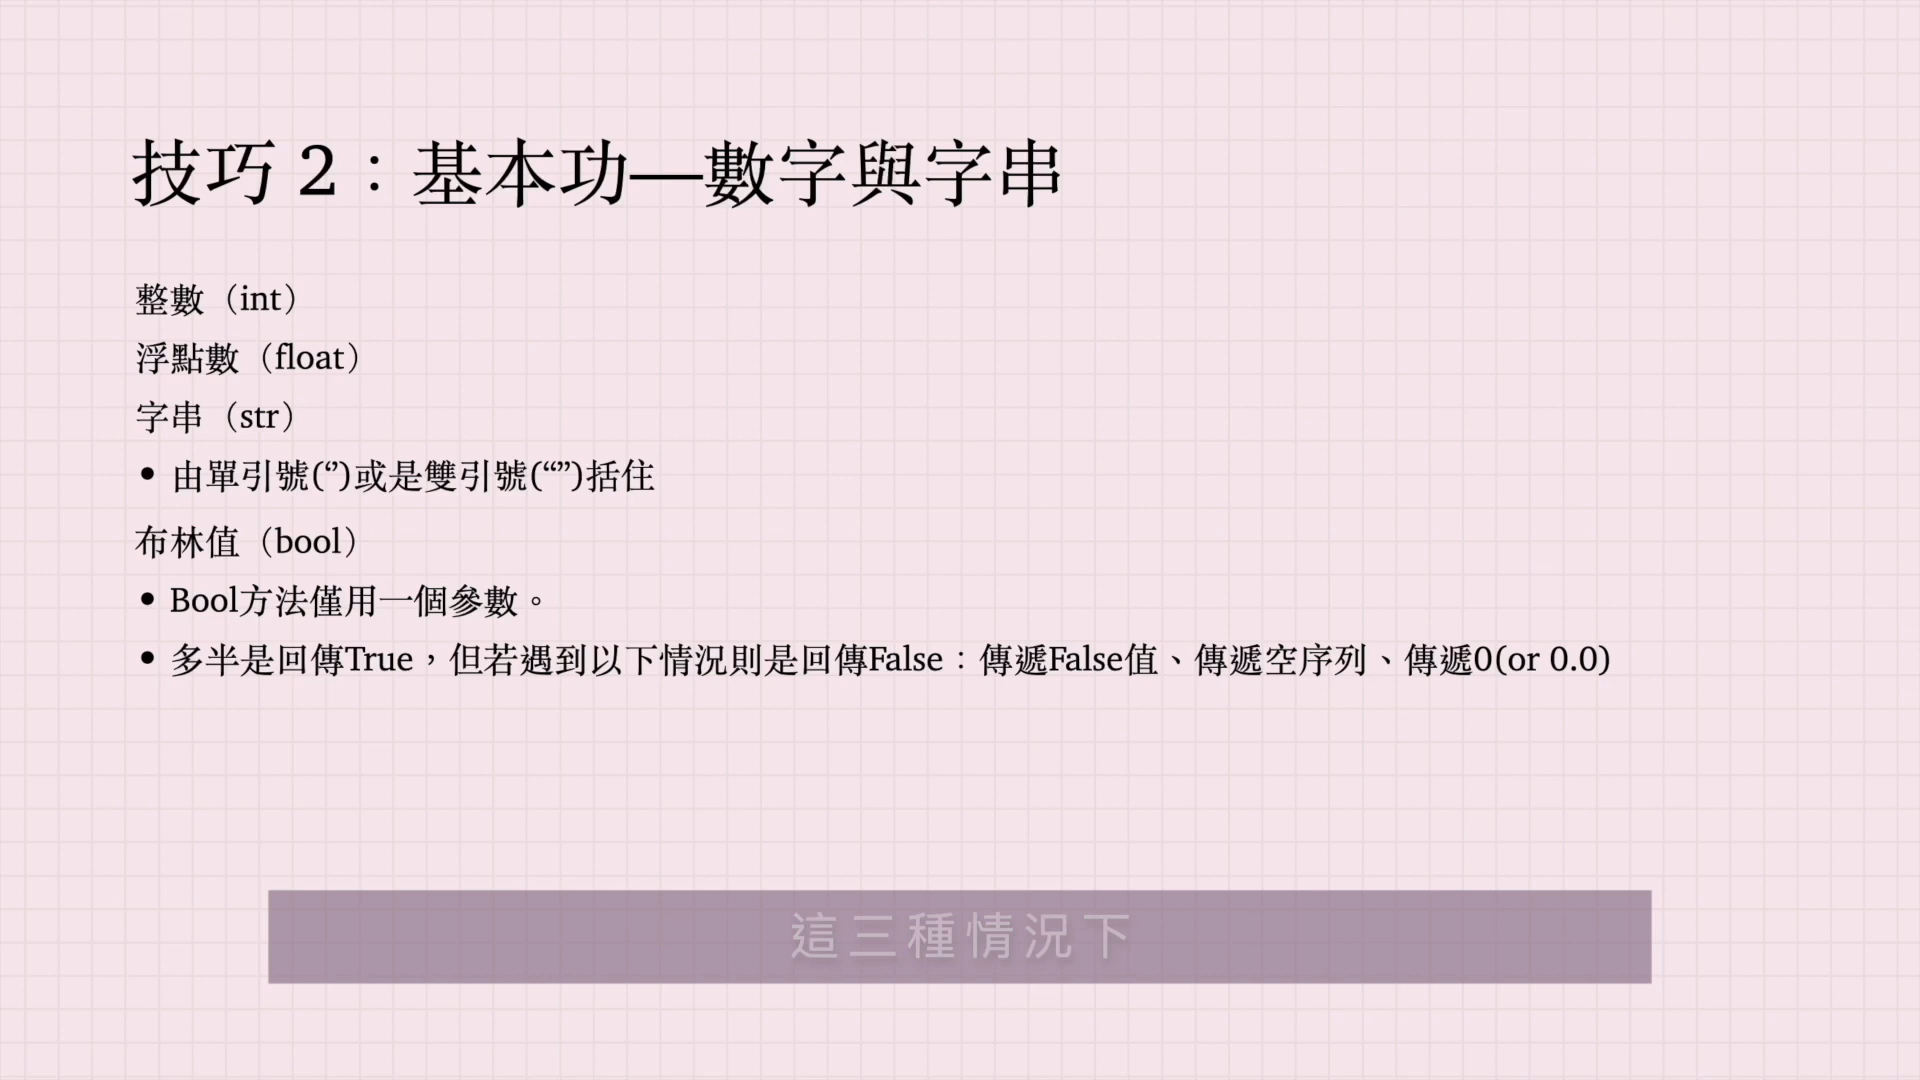 技巧 2：基本功—數字與字串
整數（int）
浮點數（float）
字串（str）
• 由單引號(‘’)或是雙引號(“”)括住
布林值（bool）
• Bool方法僅用一個參數。
• 多半是回傳True，但若遇到以下情況則是回傳False：傳遞False值、傳遞空序列、傳遞0(or 0.0)
這三種情況下